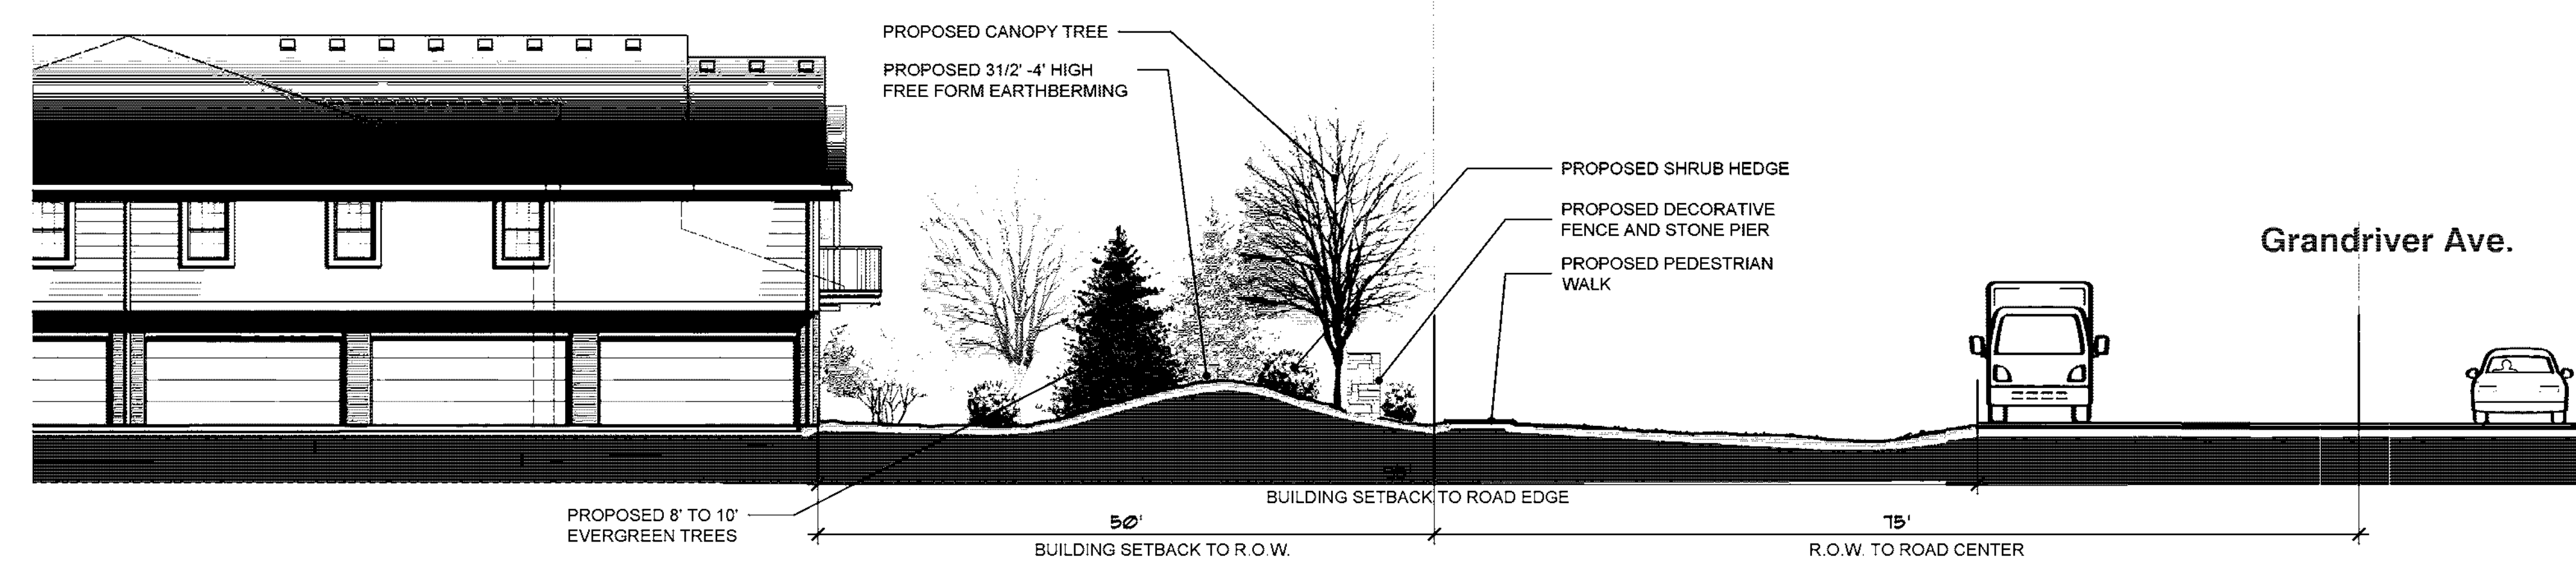 PROPOSED CANOPY TREE
PROPOSED 31/2' -4' HIGH
FREE FORM EARTHBERMING
PROPOSED SHRUB HEDGE
PROPOSED DECORATIVE
FENCE AND STONE PIER
PROPOSED PEDESTRIAN
WALK
Grandriver Ave.
BUILDING SETBACK TO ROAD EDGE
PROPOSED 8' TO 10'
EVERGREEN TREES
50'
BUILDING SETBACK TO R.O.W.
75'
R.O.W. TO ROAD CENTER